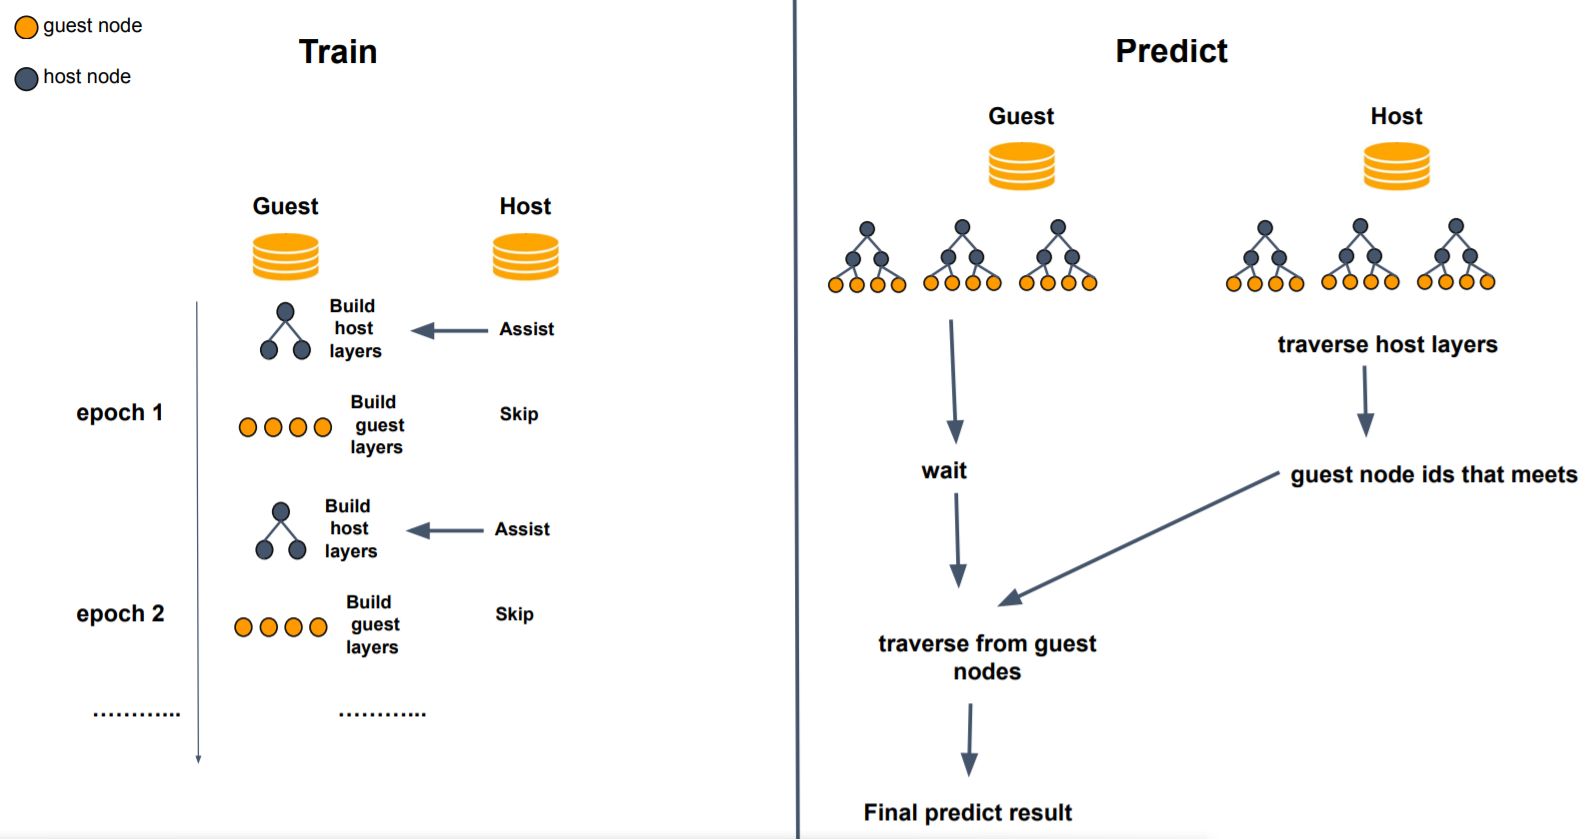 guest node
host node
Train
Guest
Host
Build
host
layers
Assist
epoch 1
Build
guest
layers
Skip
Build
host
layers
Assist
epoch 2
Build
guest
layers
Skip
...........
...........
Predict
Guest
Host
traverse host layers
wait
guest node ids that meets
traverse from guest
nodes
Final predict result